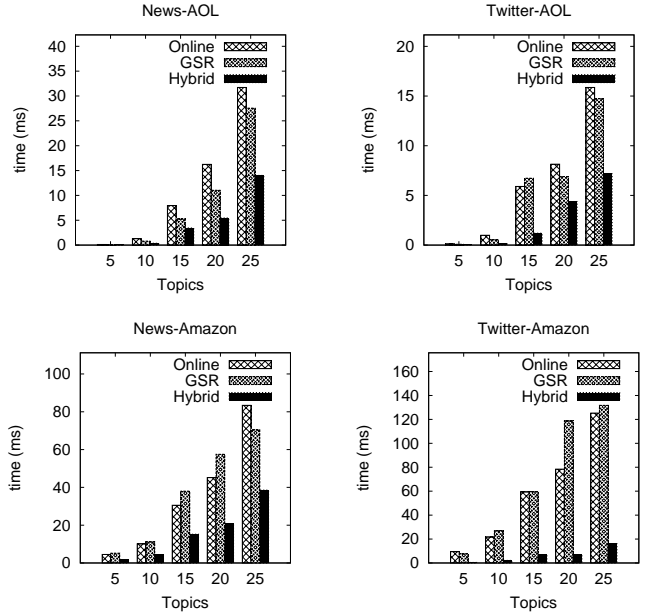 News-AOL
40
35
30
25
20
15
10
5
0
time (ms)
Online
GSR
Hybrid
5 10 15 20 25
Topics
Twitter-AOL
20
15
10
5
0
time (ms)
Online
GSR
Hybrid
5 10 15 20 25
Topics
News-Amazon
100
80
60
40
20
0
time (ms)
Online
GSR
Hybrid
5 10 15 20 25
Topics
Twitter-Amazon
160
140
120
100
80
60
40
20
0
time (ms)
Online
GSR
Hybrid
5 10 15 20 25
Topics